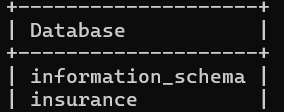 +--------------------+
| Database           |
+--------------------+
| information_schema |
| insurance          |